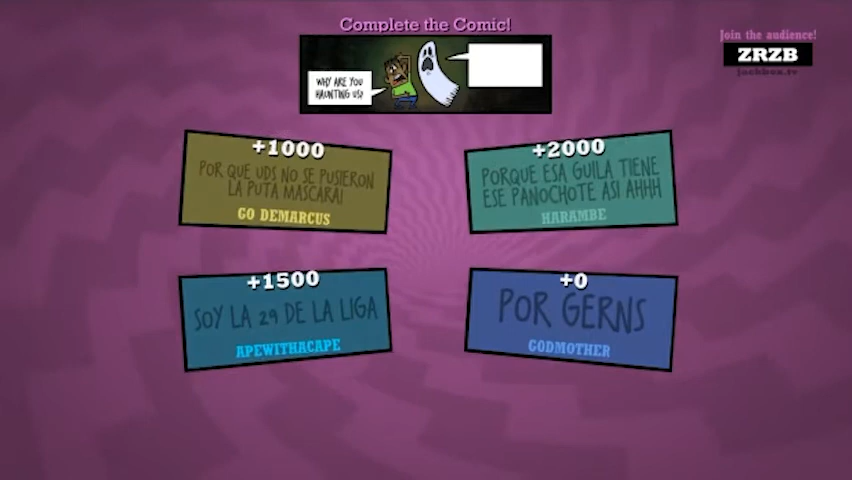 Complete the Comic!
Join the audience!
ZRZB
jackbox.tv
WHY ARE YOU
HAUNTING US?
+1000
POR QUE UDS NO SE PUSIERON
LA PUTA MASCARA!
GO DEMARCUS
+2000
PORQUE ESA GUILA TIENE
ESE PANOCHOTE ASI AHHH
HARAMBE
+1500
SOY LA 29 DE LA LIGA
APEWITHACAPE
+0
POR GERNS
GODMOTHER